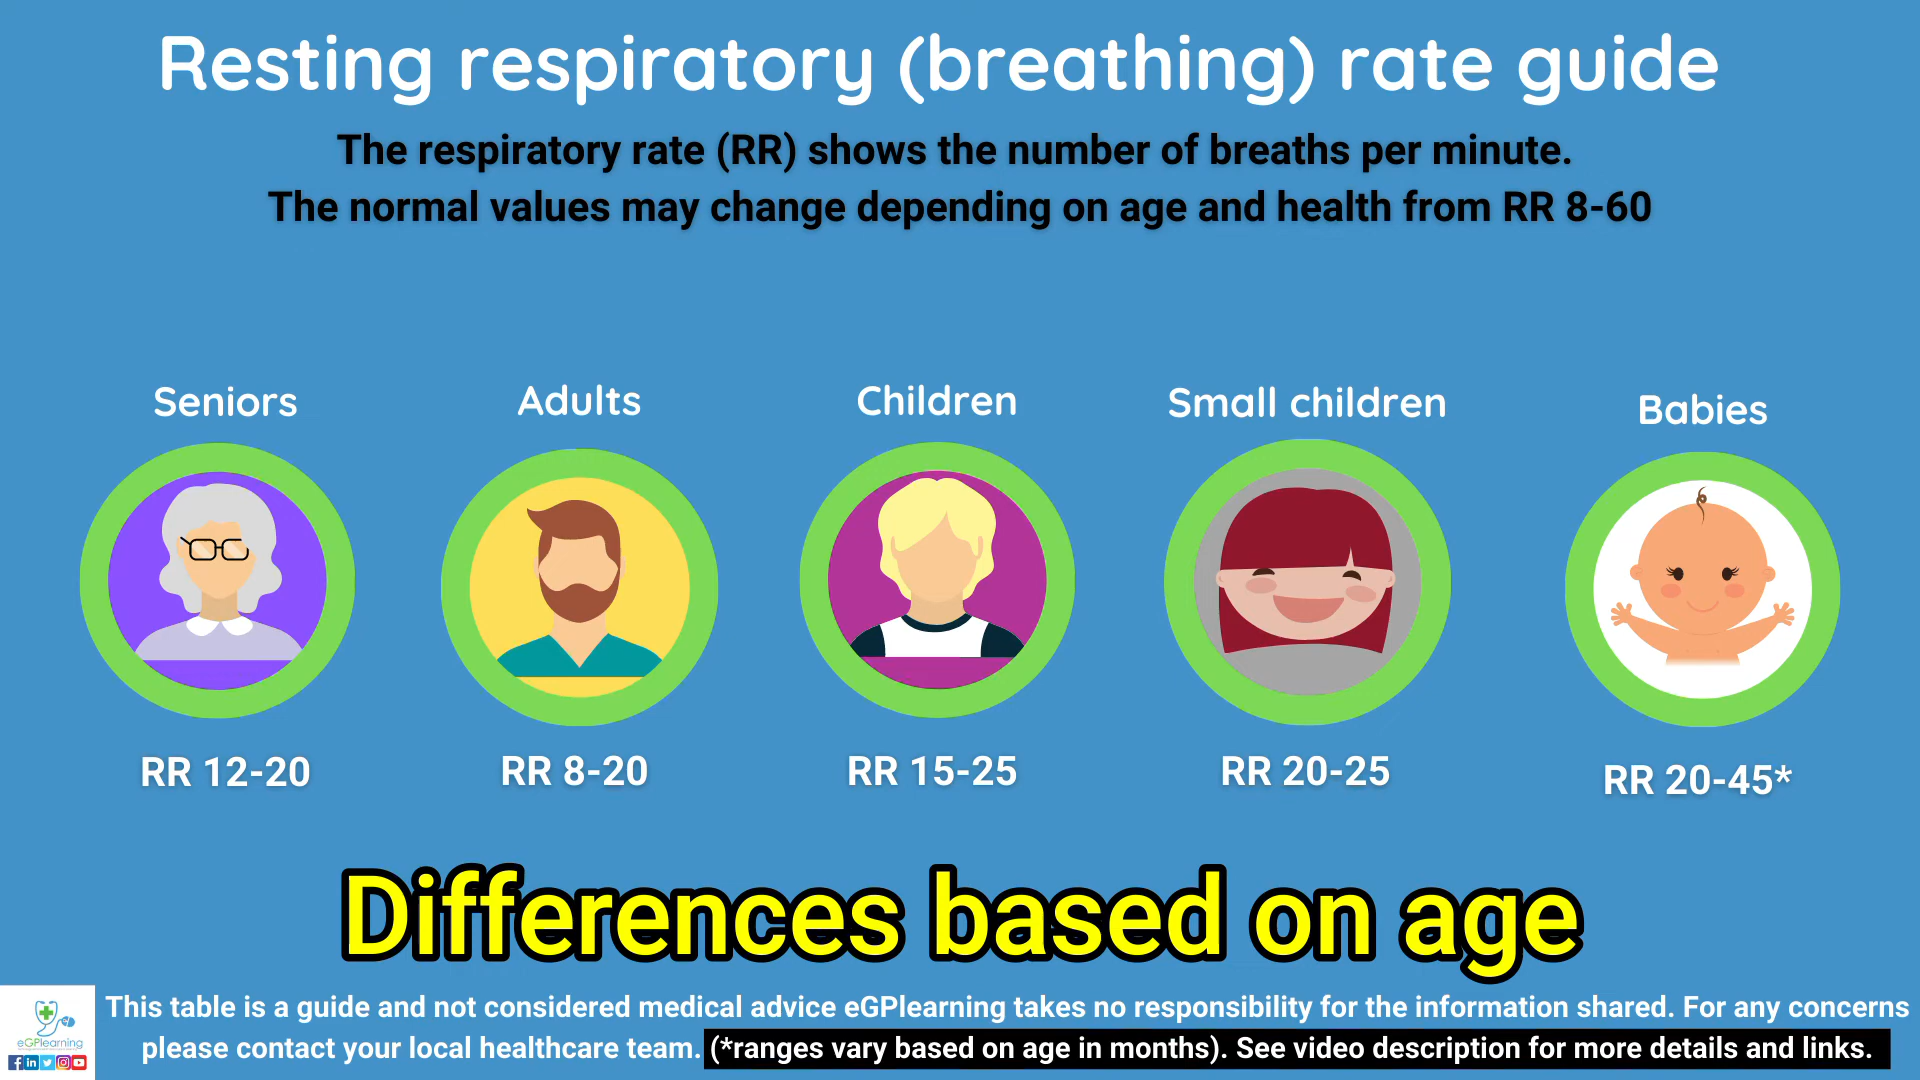 Resting respiratory (breathing) rate guide
The respiratory rate (RR) shows the number of breaths per minute.
The normal values may change depending on age and health from RR 8-60
Seniors
Adults
Children
Small children
Babies
RR 12-20
RR 8-20
RR 15-25
RR 20-25
RR 20-45*
Differences based on age
This table is a guide and not considered medical advice eGPlearning takes no responsibility for the information shared. For any concerns
please contact your local healthcare team. (*ranges vary based on age in months). See video description for more details and links.
eGPlearning